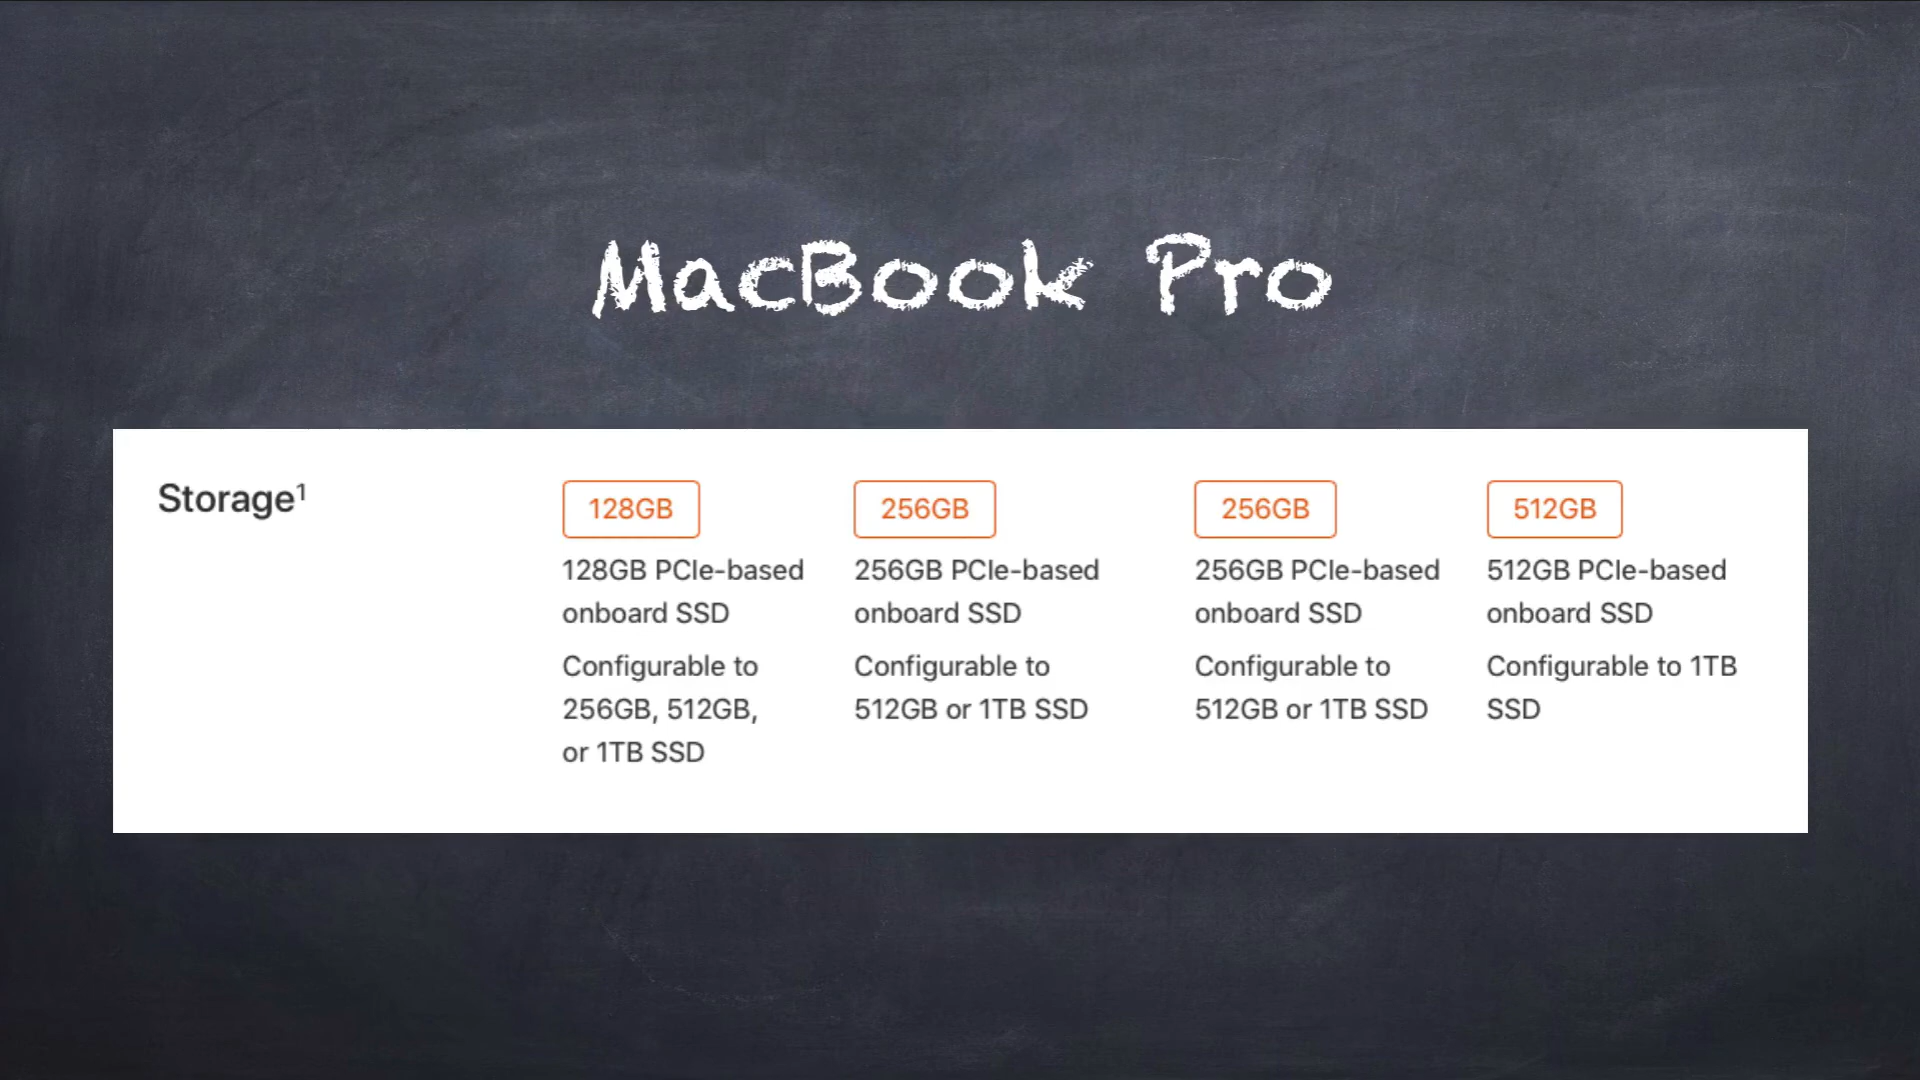 MacBook Pro
Storage¹
128GB
128GB PCIe-based
onboard SSD
Configurable to
256GB, 512GB,
or 1TB SSD
256GB
256GB PCIe-based
onboard SSD
Configurable to
512GB or 1TB SSD
256GB
256GB PCIe-based
onboard SSD
Configurable to
512GB or 1TB SSD
512GB
512GB PCIe-based
onboard SSD
Configurable to 1TB
SSD